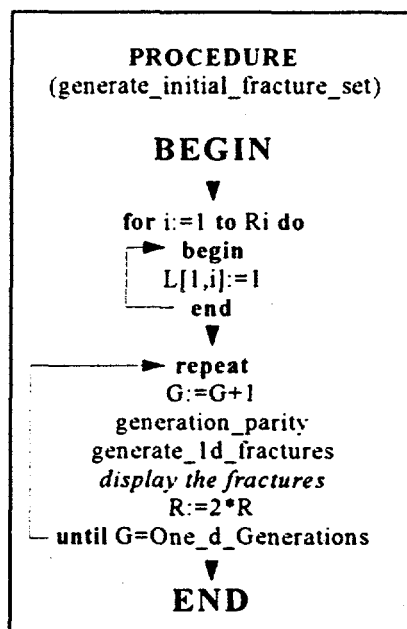 PROCEDURE
(generate_initial_fracture_set)
BEGIN
for i:=1 to Ri do
begin
L[1,i]:=1
end
repeat
G:=G+1
generation_parity
generate_1d_fractures
display the fractures
R:=2*R
until G=One_d_Generations
END